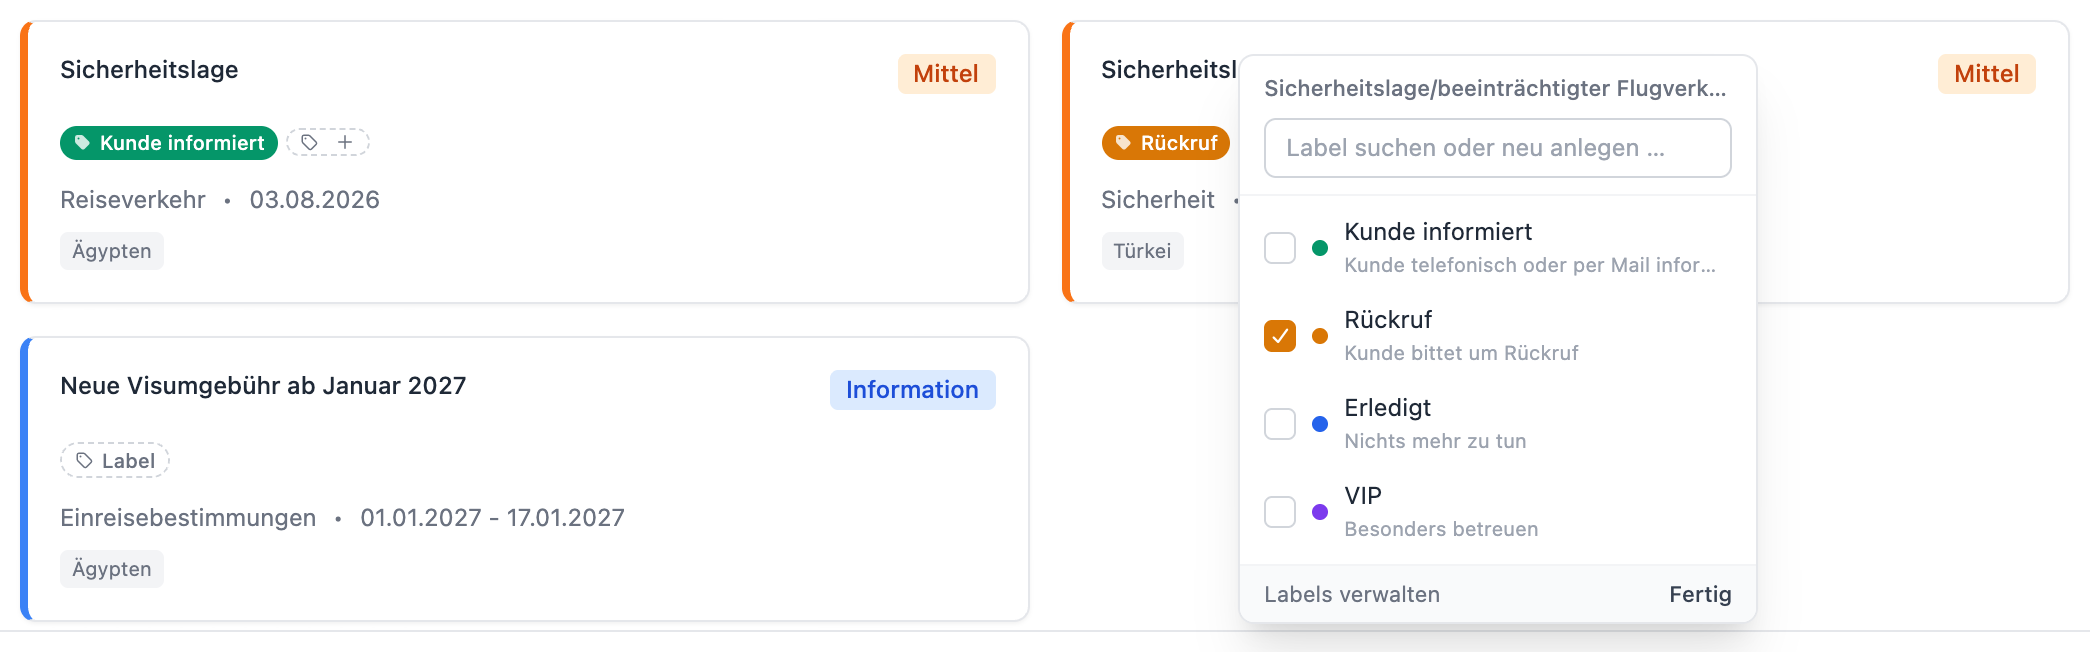 Sicherheitslage
Mittel
Kunde informiert
+
Reiseverkehr • 03.08.2026
Ägypten
Mittel
Rückruf
Sicherheit •
Türkei
Sicherheitslage/beeinträchtigter Flugverk...
Label suchen oder neu anlegen ...
Kunde informiert
Kunde telefonisch oder per Mail infor...
Rückruf
Kunde bittet um Rückruf
Erledigt
Nichts mehr zu tun
VIP
Besonders betreuen
Labels verwalten
Fertig
Neue Visumgebühr ab Januar 2027
Information
Label
Einreisebestimmungen • 01.01.2027 - 17.01.2027
Ägypten